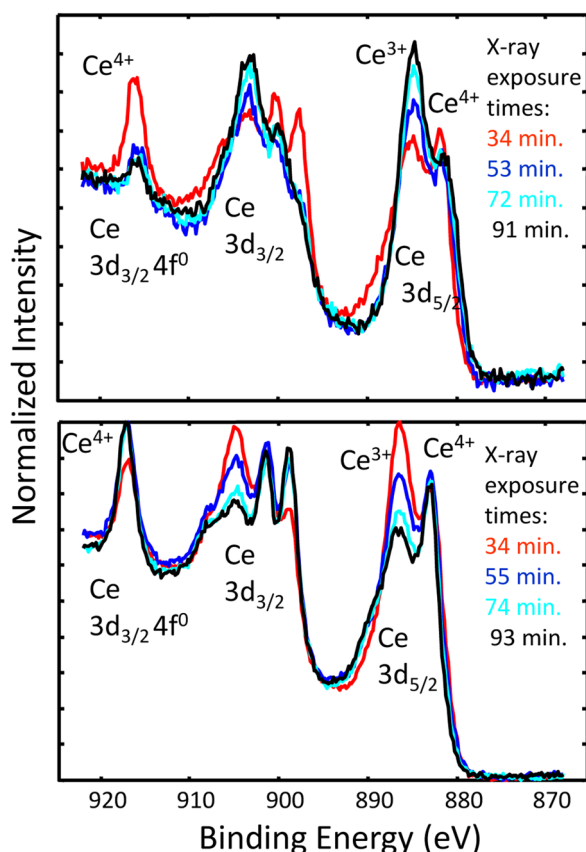 Normalized Intensity
Ce4+
Ce3+
Ce4+
X-ray
exposure
times:
34 min.
53 min.
72 min.
91 min.
Ce
3d3/2 4f0
Ce
3d3/2
Ce
3d5/2
Ce4+
Ce3+
Ce4+
X-ray
exposure
times:
34 min.
55 min.
74 min.
93 min.
Ce
3d3/2 4f0
Ce
3d3/2
Ce
3d5/2
920 910 900 890 880 870
Binding Energy (eV)